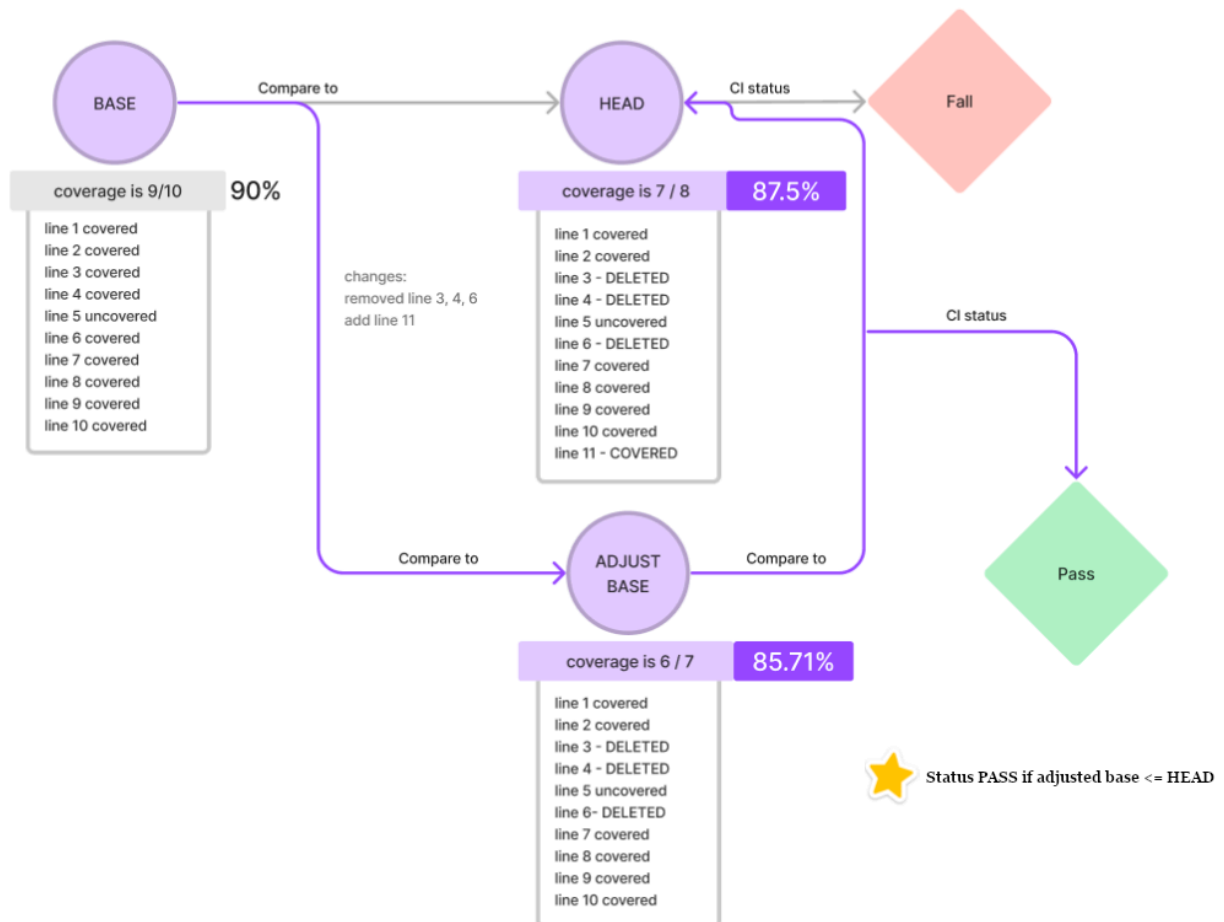 BASE
Compare to
HEAD
CI status
Fall
coverage is 9/10
90%
line 1 covered
line 2 covered
line 3 covered
line 4 covered
line 5 uncovered
line 6 covered
line 7 covered
line 8 covered
line 9 covered
line 10 covered
changes:
removed line 3, 4, 6
add line 11
coverage is 7 / 8
87.5%
line 1 covered
line 2 covered
line 3 - DELETED
line 4 - DELETED
line 5 uncovered
line 6 - DELETED
line 7 covered
line 8 covered
line 9 covered
line 10 covered
line 11 - COVERED
CI status
Pass
Compare to
ADJUST
BASE
Compare to
coverage is 6 / 7
85.71%
line 1 covered
line 2 covered
line 3 - DELETED
line 4 - DELETED
line 5 uncovered
line 6- DELETED
line 7 covered
line 8 covered
line 9 covered
line 10 covered
Status PASS if adjusted base <= HEAD